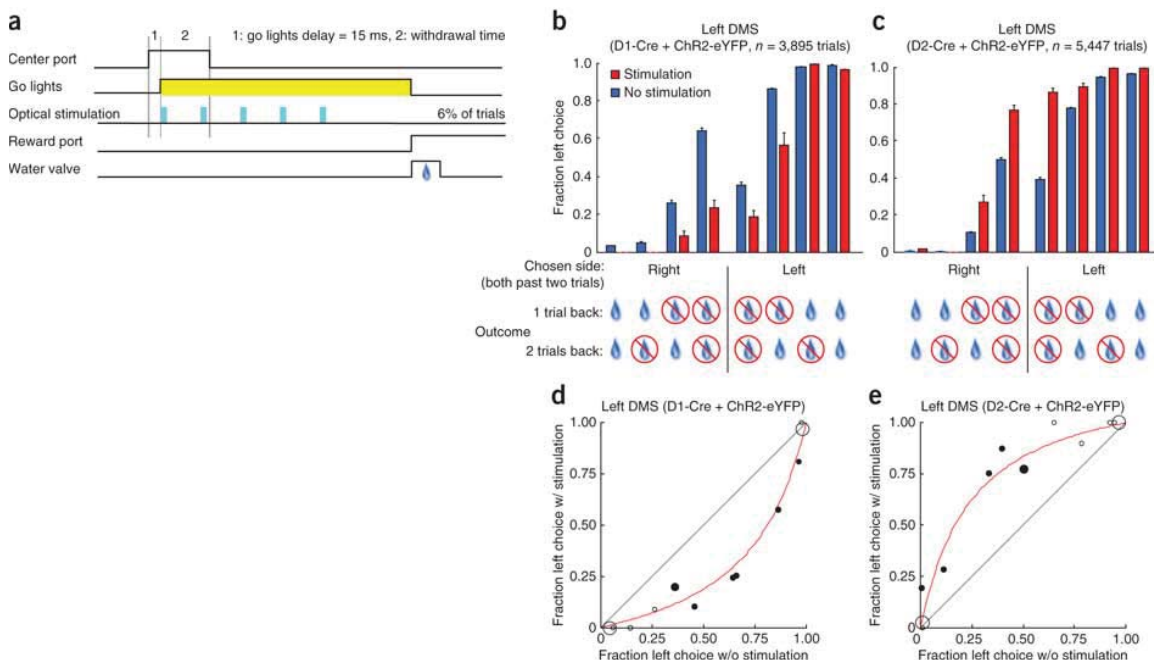 a
1 2 1: go lights delay = 15 ms, 2: withdrawal time
Center port
Go lights
Optical stimulation 6% of trials
Reward port
Water valve
b
Left DMS
(D1-Cre + ChR2-eYFP, n = 3,895 trials)
Stimulation
No stimulation
Fraction left choice
1.0
0.8
0.6
0.4
0.2
0
Chosen side:
(both past two trials)
Right Left
1 trial back:
Outcome
2 trials back:
c
Left DMS
(D2-Cre + ChR2-eYFP, n = 5,447 trials)
1.0
0.8
0.6
0.4
0.2
0
Right Left
d
Left DMS (D1-Cre + ChR2-eYFP)
Fraction left choice w/ stimulation
1.00
0.75
0.50
0.25
0
0 0.25 0.50 0.75 1.00
Fraction left choice w/o stimulation
e
Left DMS (D2-Cre + ChR2-eYFP)
Fraction left choice w/ stimulation
1.00
0.75
0.50
0.25
0
0 0.25 0.50 0.75 1.00
Fraction left choice w/o stimulation